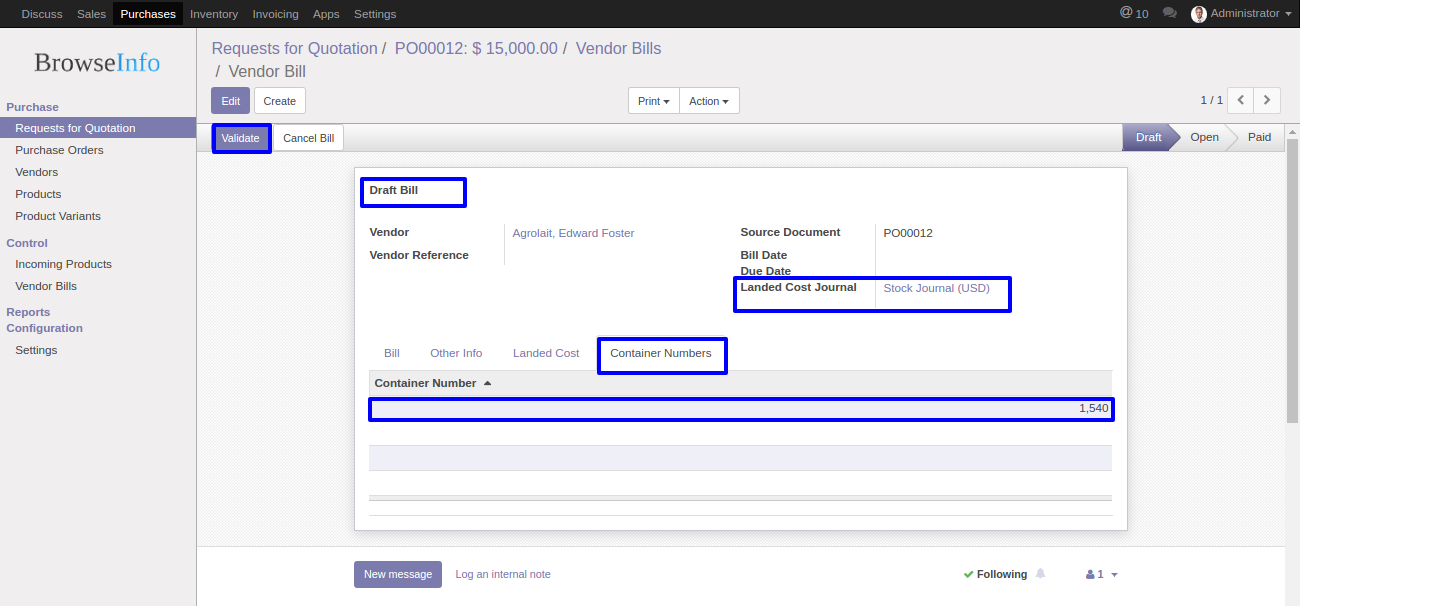 Discuss Sales Purchases Inventory Invoicing Apps Settings @ 10 Administrator
BrowseInfo
Purchase
Requests for Quotation
Purchase Orders
Vendors
Products
Product Variants
Control
Incoming Products
Vendor Bills
Reports
Configuration
Settings
Requests for Quotation / PO00012: $ 15,000.00 / Vendor Bills
/ Vendor Bill
Edit Create Print Action 1 / 1
Validate Cancel Bill Draft Open Paid
Draft Bill
Vendor Agrolait, Edward Foster Source Document PO00012
Vendor Reference Bill Date
Due Date
Landed Cost Journal Stock Journal (USD)
Bill Other Info Landed Cost Container Numbers
Container Number
1,540
New message Log an internal note Following 1